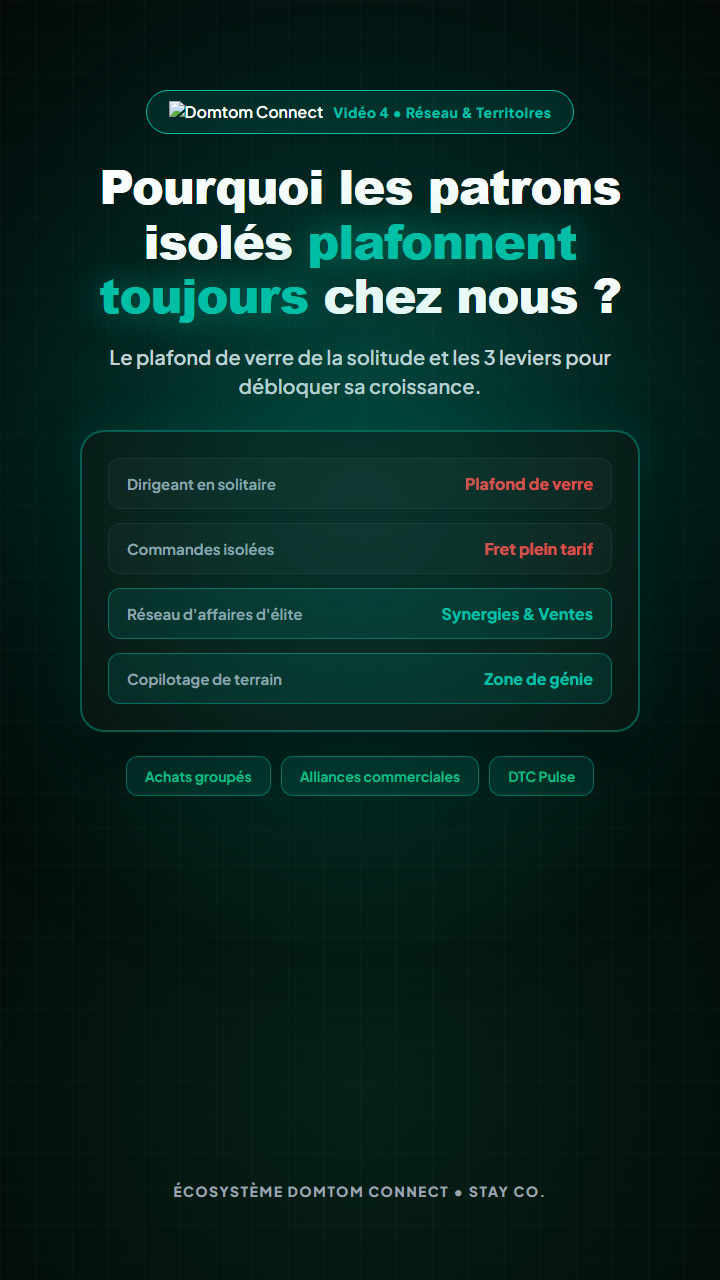 Domtom Connect Vidéo 4 ● Réseau & Territoires
Pourquoi les patrons
isolés plafonnent
toujours chez nous ?
Le plafond de verre de la solitude et les 3 leviers pour
débloquer sa croissance.
Dirigeant en solitaire Plafond de verre
Commandes isolées Fret plein tarif
Réseau d'affaires d'élite Synergies & Ventes
Copilotage de terrain Zone de génie
Achats groupés Alliances commerciales DTC Pulse
ÉCOSYSTÈME DOMTOM CONNECT ● STAY CO.